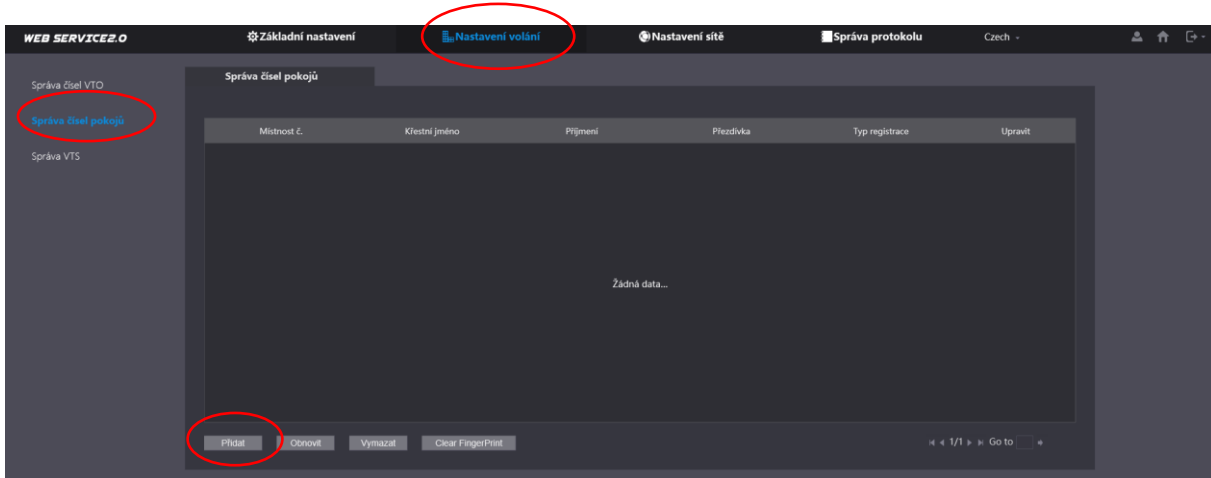 WEB SERVICE2.0 Základní nastavení Nastavení volání Nastavení sítě Správa protokolu Czech
Správa čísel VTO
Správa čísel pokojů
Správa VTS
Správa čísel pokojů
Místnost č. Křestní jméno Příjmení Přezdívka Typ registrace Upravit
Žádná data...
Přidat Obnovit Vymazat Clear FingerPrint 1/1 Go to